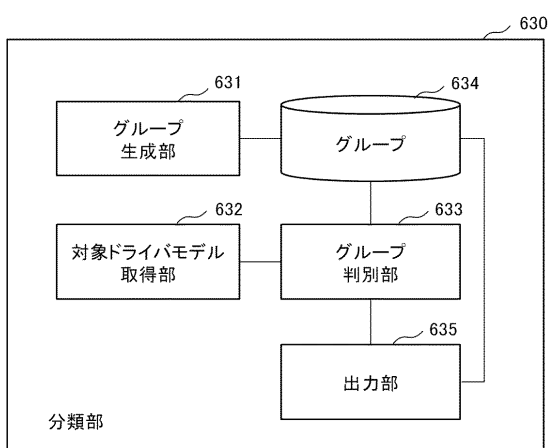 630
631
グループ
生成部
634
グループ
632
対象ドライバモデル
取得部
633
グループ
判別部
635
出力部
分類部